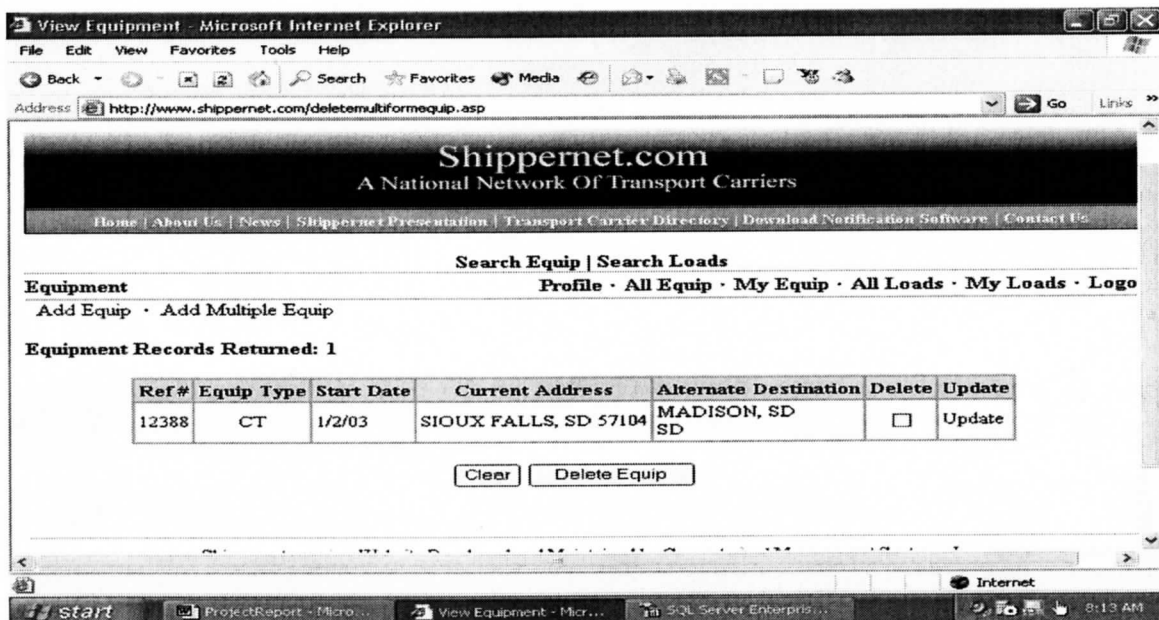 View Equipment - Microsoft Internet Explorer
File Edit View Favorites Tools Help
Back Search Favorites Media
Address http://www.shippernet.com/deletemultiformequip.asp Go Links »
Shippernet.com
A National Network Of Transport Carriers
Home | About Us | News | Shippernet Presentation | Transport Carrier Directory | Download Notification Software | Contact Us
Search Equip | Search Loads
Equipment Profile · All Equip · My Equip · All Loads · My Loads · Logo
Add Equip · Add Multiple Equip
Equipment Records Returned: 1
Ref# Equip Type Start Date Current Address Alternate Destination Delete Update
12388 CT 1/2/03 SIOUX FALLS, SD 57104 MADISON, SD Update
SD
Clear Delete Equip
Internet
start ProjectReport - Micro... View Equipment - Micr... SQL Server Enterpris... 8:13 AM